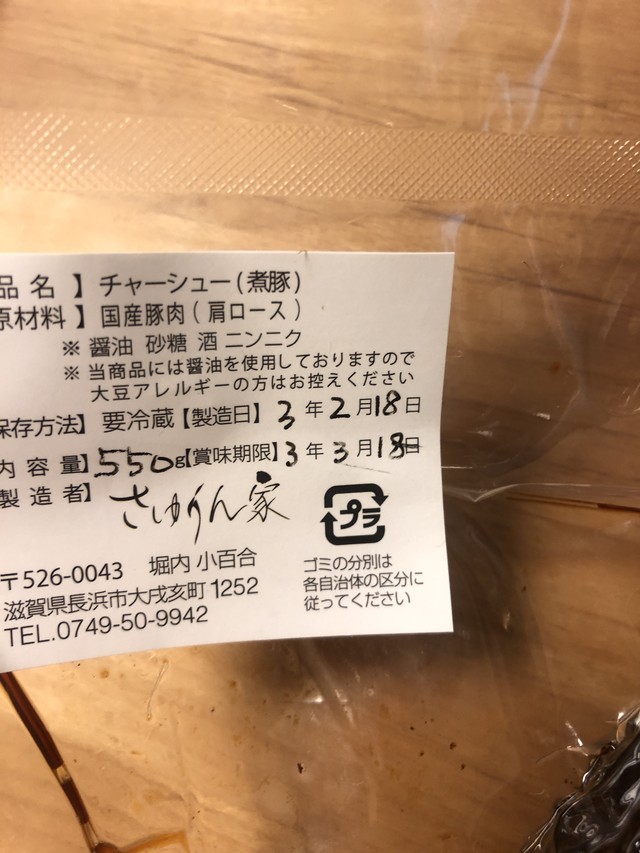 品名】チャーシュー(煮豚)
原材料】国産豚肉(肩ロース)
※ 醤油 砂糖 酒 ニンニク
※ 当商品には醤油を使用しておりますので
大豆アレルギーの方はお控えください
保存方法】要冷蔵【製造日】3年2月18日
内容量】550g【賞味期限】3年3月18日
製造者】さゆりん家
プラ
〒526-0043 堀内 小百合
滋賀県長浜市大戌亥町1252
TEL.0749-50-9942
ゴミの分別は
各自治体の区分に
従ってください